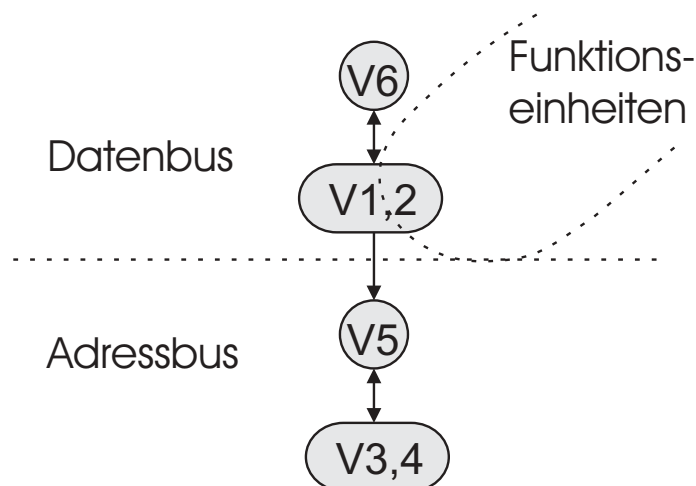 V6
Funktions-
einheiten
Datenbus
V1,2
V5
Adressbus
V3,4